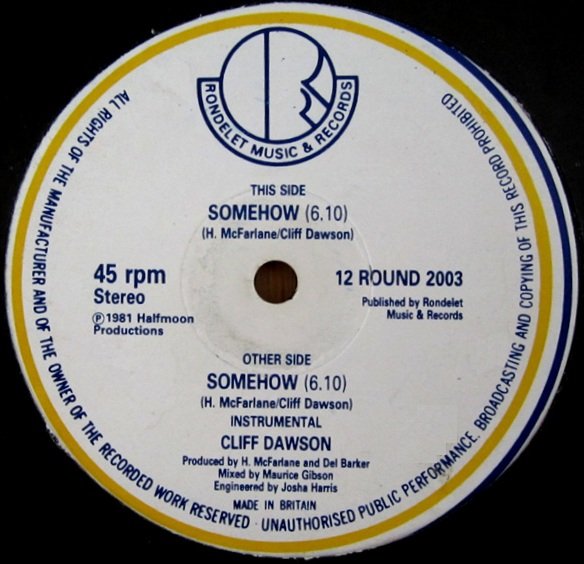 RONDELET MUSIC & RECORDS
THIS SIDE
SOMEHOW (6.10)
(H. McFarlane/Cliff Dawson)
45 rpm
Stereo
℗1981 Halfmoon
Productions
12 ROUND 2003
Published by Rondelet
Music & Records
OTHER SIDE
SOMEHOW (6.10)
(H. McFarlane/Cliff Dawson)
INSTRUMENTAL
CLIFF DAWSON
Produced by H. McFarlane and Del Barker
Mixed by Maurice Gibson
Engineered by Josha Harris
MADE IN BRITAIN
ALL RIGHTS OF THE MANUFACTURER AND OF THE OWNER OF THE RECORDED WORK RESERVED · UNAUTHORISED PUBLIC PERFORMANCE, BROADCASTING AND COPYING OF THIS RECORD PROHIBITED